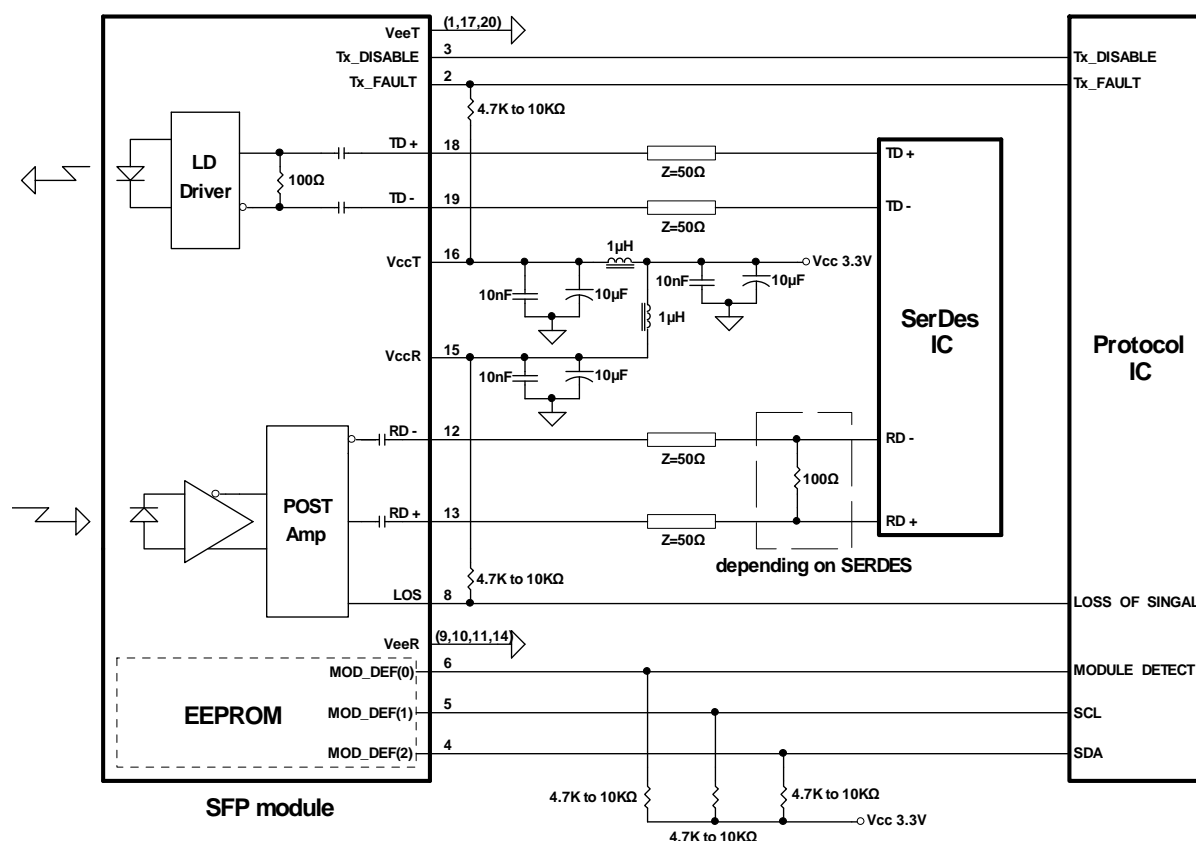 VeeT (1,17,20)
Tx_DISABLE 3 Tx_DISABLE
Tx_FAULT 2 Tx_FAULT
4.7K to 10KΩ
LD
Driver
100Ω
TD+ 18 Z=50Ω TD+
TD- 19 Z=50Ω TD-
1µH
VccT 16 Vcc 3.3V
10nF 10µF 10nF 10µF
1µH
SerDes
IC
Protocol
IC
VccR 15
10nF 10µF
RD- 12 Z=50Ω RD-
100Ω
POST
Amp
RD+ 13 Z=50Ω RD+
depending on SERDES
4.7K to 10KΩ
LOS 8 LOSS OF SINGAL
VeeR (9,10,11,14)
MOD_DEF(0) 6 MODULE DETECT
EEPROM
MOD_DEF(1) 5 SCL
MOD_DEF(2) 4 SDA
4.7K to 10KΩ 4.7K to 10KΩ
4.7K to 10KΩ
Vcc 3.3V
SFP module